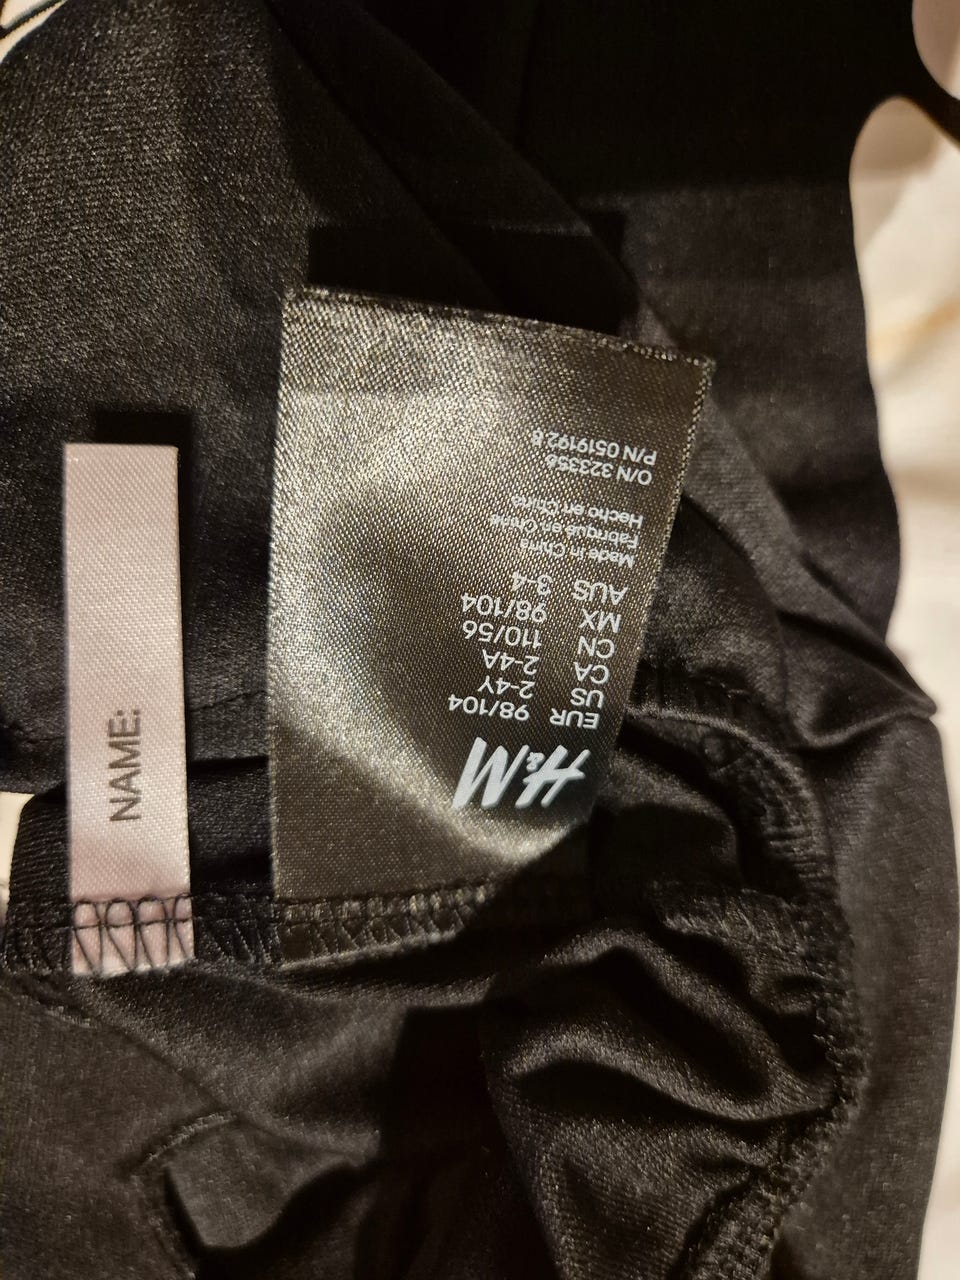 H&M
EUR 98/104
US 2-4Y
CA 2-4A
CN 110/56
MX 98/104
AUS 3-4
Made in China
Fabriqué en Chine
Hecho en China
O/N 323356
P/N 0519192.8
NAME: